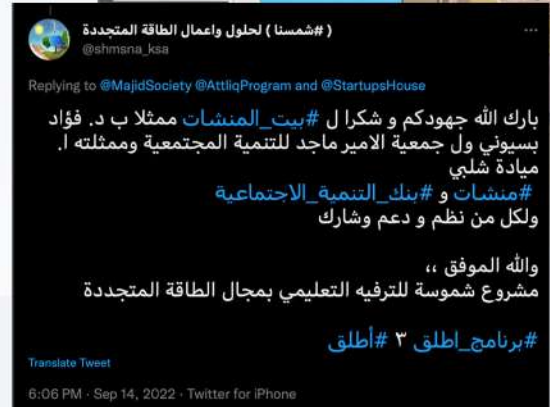 ( #شمسنا ) لحلول واعمال الطاقة المتجددة
@shmsna_ksa
...
Replying to @MajidSociety @AttliqProgram and @StartupsHouse
بارك الله جهودكم و شكرا ل #بيت_المنشات ممثلا ب د. فؤاد
بسيوني ول جمعية الامير ماجد للتنمية المجتمعية وممثلته ا.
ميادة شلبي
#منشات و #بنك_التنمية_الاجتماعية
ولكل من نظم و دعم وشارك
والله الموفق ،،
مشروع شموسة للترفيه التعليمي بمجال الطاقة المتجددة
#برنامج_اطلق ٣ #أطلق
Translate Tweet
6:06 PM · Sep 14, 2022 · Twitter for iPhone